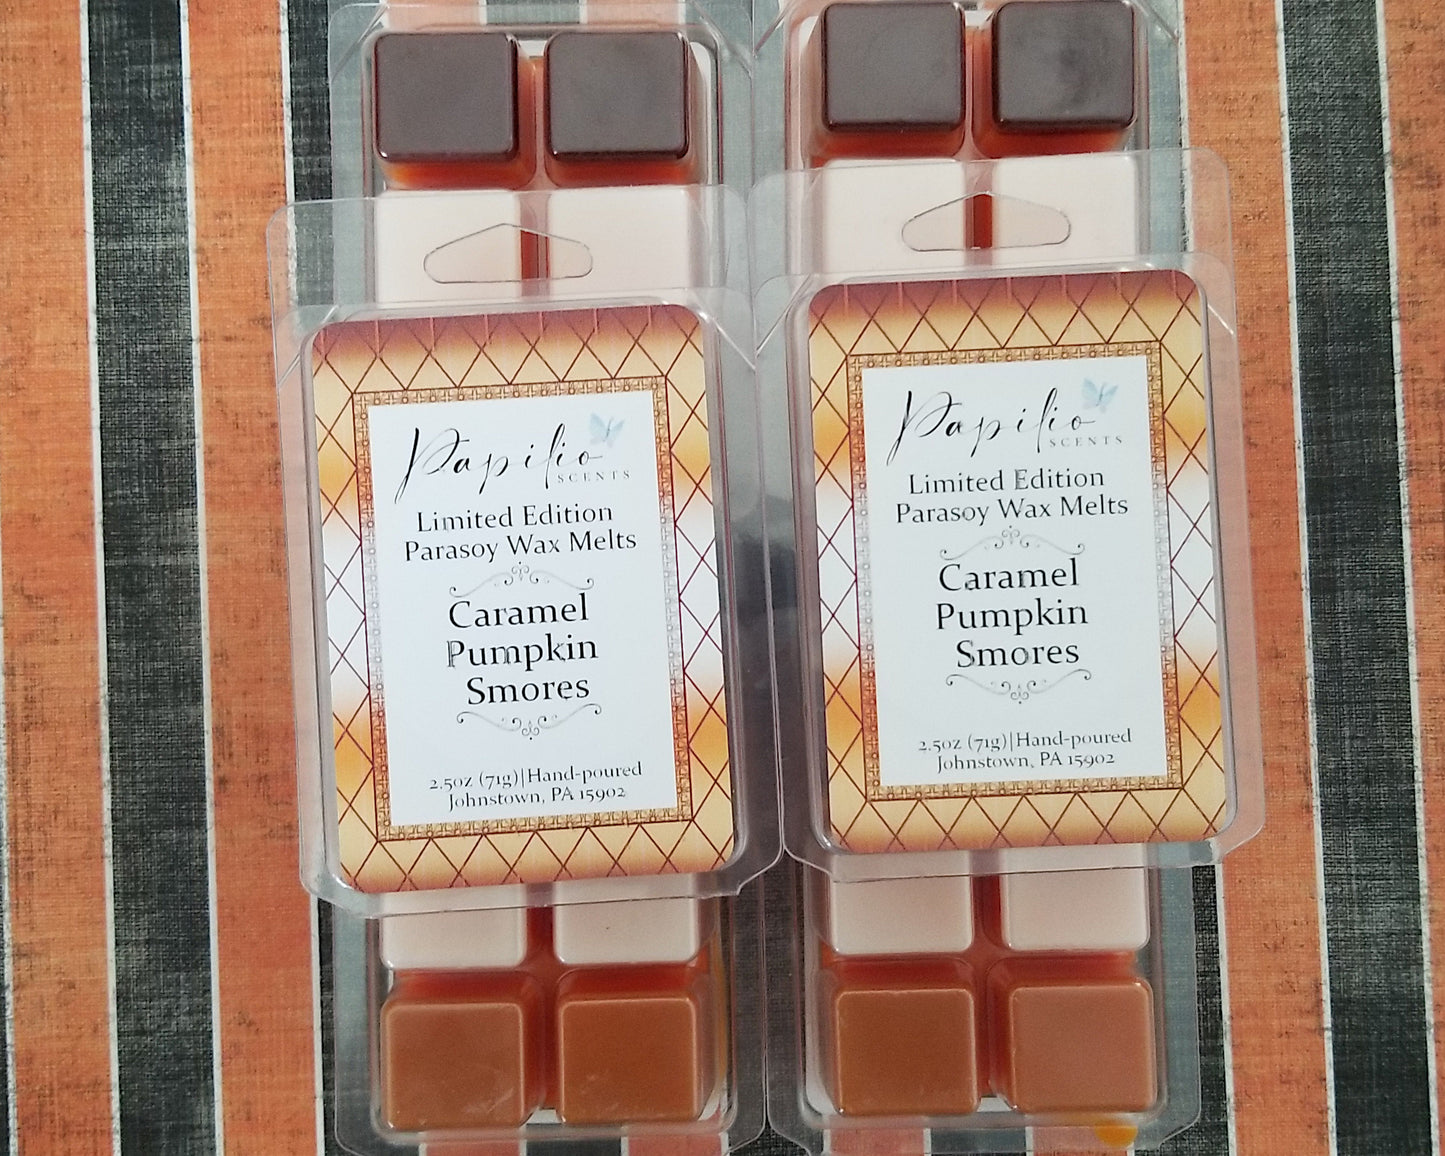 Papilio
SCENTS
Limited Edition
Parasoy Wax Melts
Caramel
Pumpkin
Smores
2.5oz (71g)|Hand-poured
Johnstown, PA 15902
Papilio
SCENTS
Limited Edition
Parasoy Wax Melts
Caramel
Pumpkin
Smores
2.5oz (71g)|Hand-poured
Johnstown, PA 15902